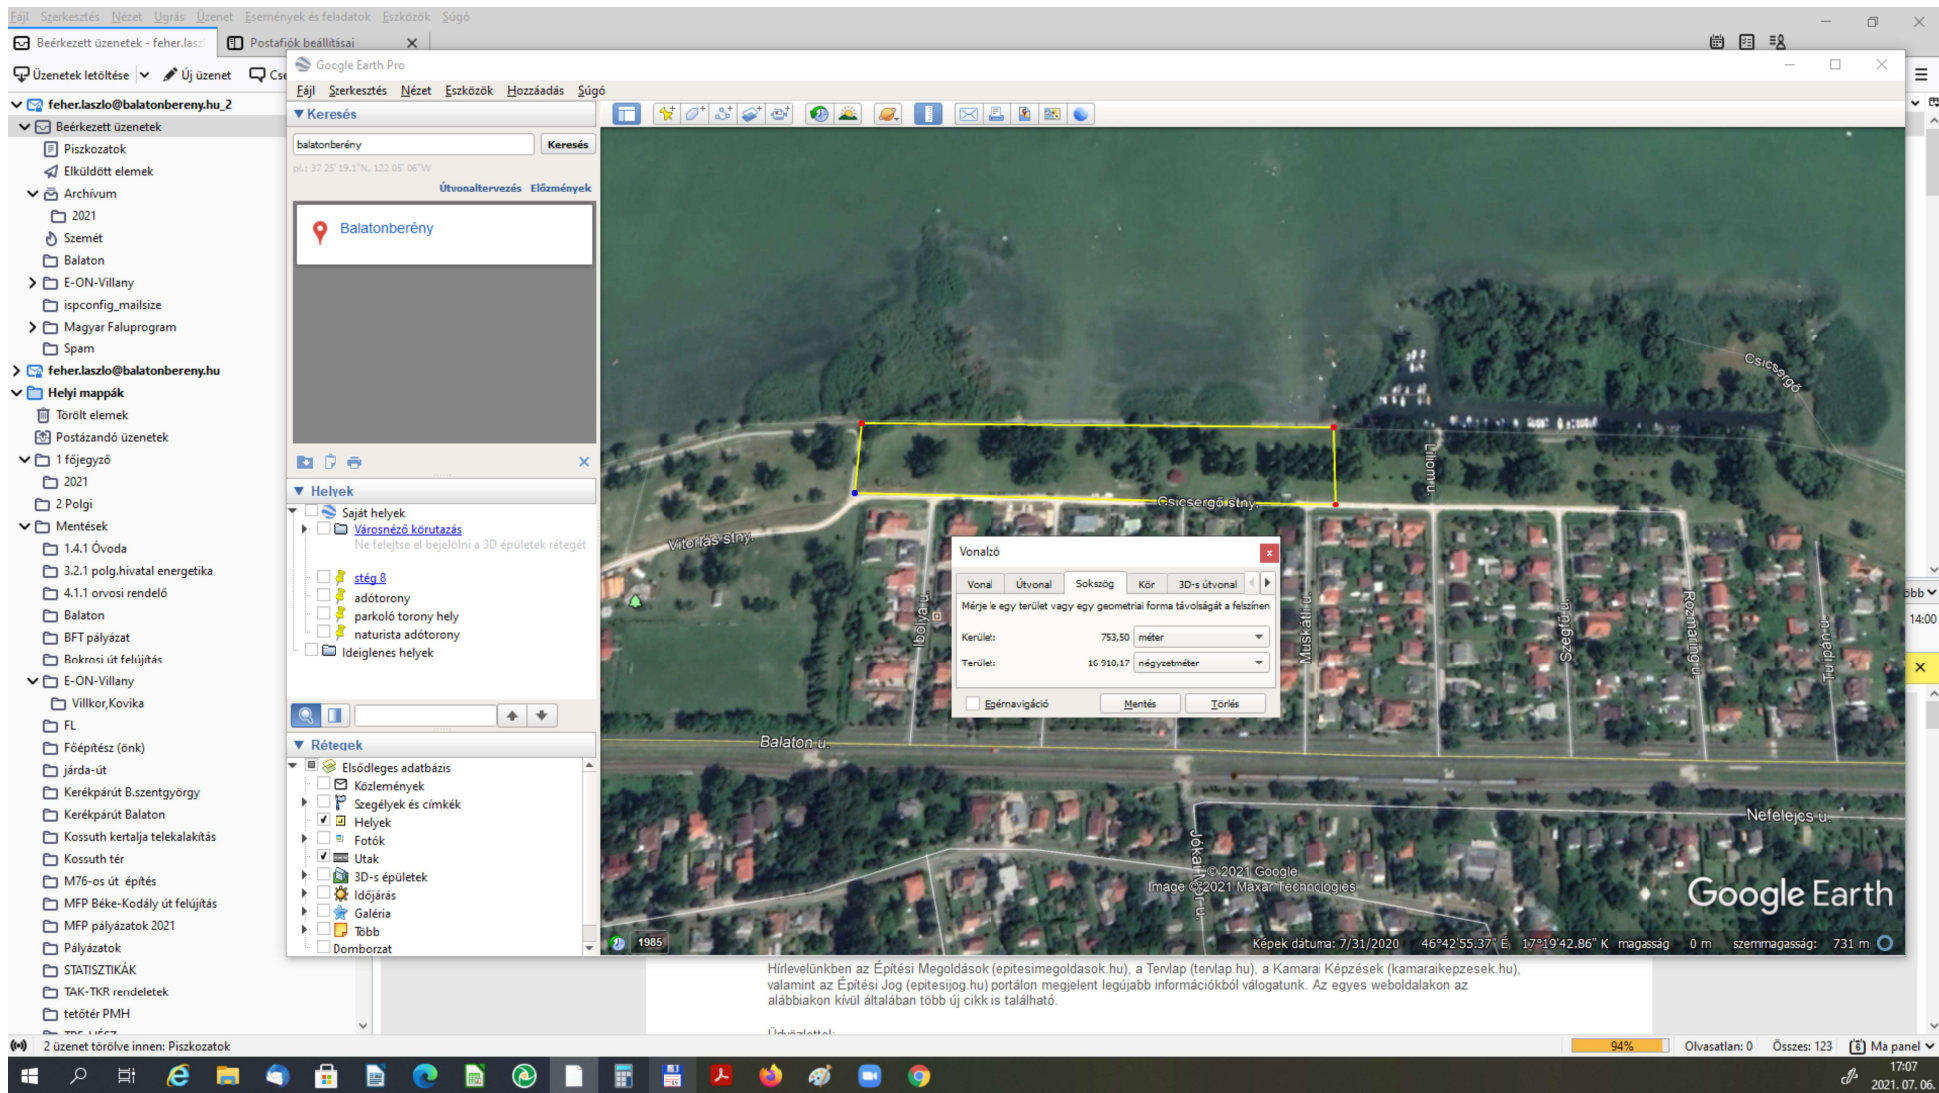 Fájl Szerkesztés Nézet Ugrás Üzenet Események és feladatok Eszközök Súgó
Beérkezett üzenetek - feher.lasz
Postafiók beállításai
Üzenetek letöltése
Új üzenet
Cse
feher.laszlo@balatonbereny.hu_2
Beérkezett üzenetek
Piszkozatok
Elküldött elemek
Archívum
2021
Szemét
Balaton
E-ON-Villany
ispconfig_mailsize
Magyar Faluprogram
Spam
feher.laszlo@balatonbereny.hu
Helyi mappák
Törölt elemek
Postázandó üzenetek
1 főjegyző
2021
2 Polgi
Mentések
1.4.1 Óvoda
3.2.1 polg.hivatal energetika
4.1.1 orvosi rendelő
Balaton
BFT pályázat
Bokrosi út felújítás
E-ON-Villany
Villkor,Kovika
FL
Főépítész (önk)
járda-út
Kerékpárút B.szentgyörgy
Kerékpárút Balaton
Kossuth kertalja telekalakítás
Kossuth tér
M76-os út építés
MFP Béke-Kodály út felújítás
MFP pályázatok 2021
Pályázatok
STATISZTIKÁK
TAK-TKR rendeletek
tetőtér PMH
Google Earth Pro
Fájl Szerkesztés Nézet Eszközök Hozzáadás Súgó
Keresés
balatonberény
Keresés
pl.: 37 25' 19.1"N, 122 05' 06"W
Útvonaltervezés Előzmények
Balatonberény
Helyek
Saját helyek
Városnéző körutazás
Ne felejtse el bejelölni a 3D épületek rétegét
stég 8
adótorony
parkoló torony hely
naturista adótorony
Ideiglenes helyek
Rétegek
Elsődleges adatbázis
Közlemények
Szegélyek és címkék
Helyek
Fotók
Utak
3D-s épületek
Időjárás
Galéria
Több
Domborzat
Csicsergő
Liliom u.
Csicsergő stny.
Vitorlás stny.
Ibolya u.
Muskátli u.
Szegfű u.
Rozmaring u.
Tulipán u.
Balaton u.
Nefelejcs u.
Jókai Mór u.
Vonalzó
Vonal Útvonal Sokszög Kör 3D-s útvonal
Mérje le egy terület vagy egy geometriai forma távolságát a felszínen
Kerület: 753,50 méter
Terület: 16 910,17 négyzetméter
Egérnavigáció Mentés Törlés
© 2021 Google
Image © 2021 Maxar Technologies
Google Earth
1985
Képek dátuma: 7/31/2020 46°42'55.37" É 17°19'42.86" K magasság 0 m szemmagasság: 731 m
öbb
14:00
Hírlevelünkben az Építési Megoldások (epitesimegoldasok.hu), a Tervlap (tervlap.hu), a Kamarai Képzések (kamaraikepzesek.hu),
valamint az Építési Jog (epitesijog.hu) portálon megjelent legújabb információkból válogatunk. Az egyes weboldalakon az
alábbiakon kívül általában több új cikk is található.
2 üzenet törölve innen: Piszkozatok
94%
Olvasatlan: 0 Összes: 123 6 Ma panel
17:07
2021. 07. 06.